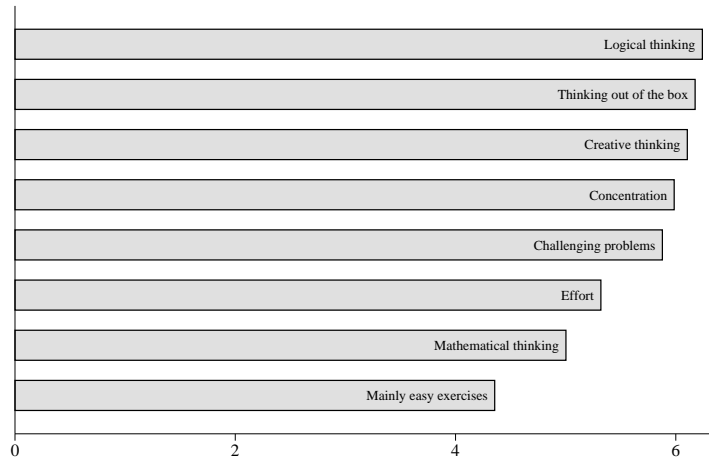 Logical thinking
Thinking out of the box
Creative thinking
Concentration
Challenging problems
Effort
Mathematical thinking
Mainly easy exercises
0 2 4 6